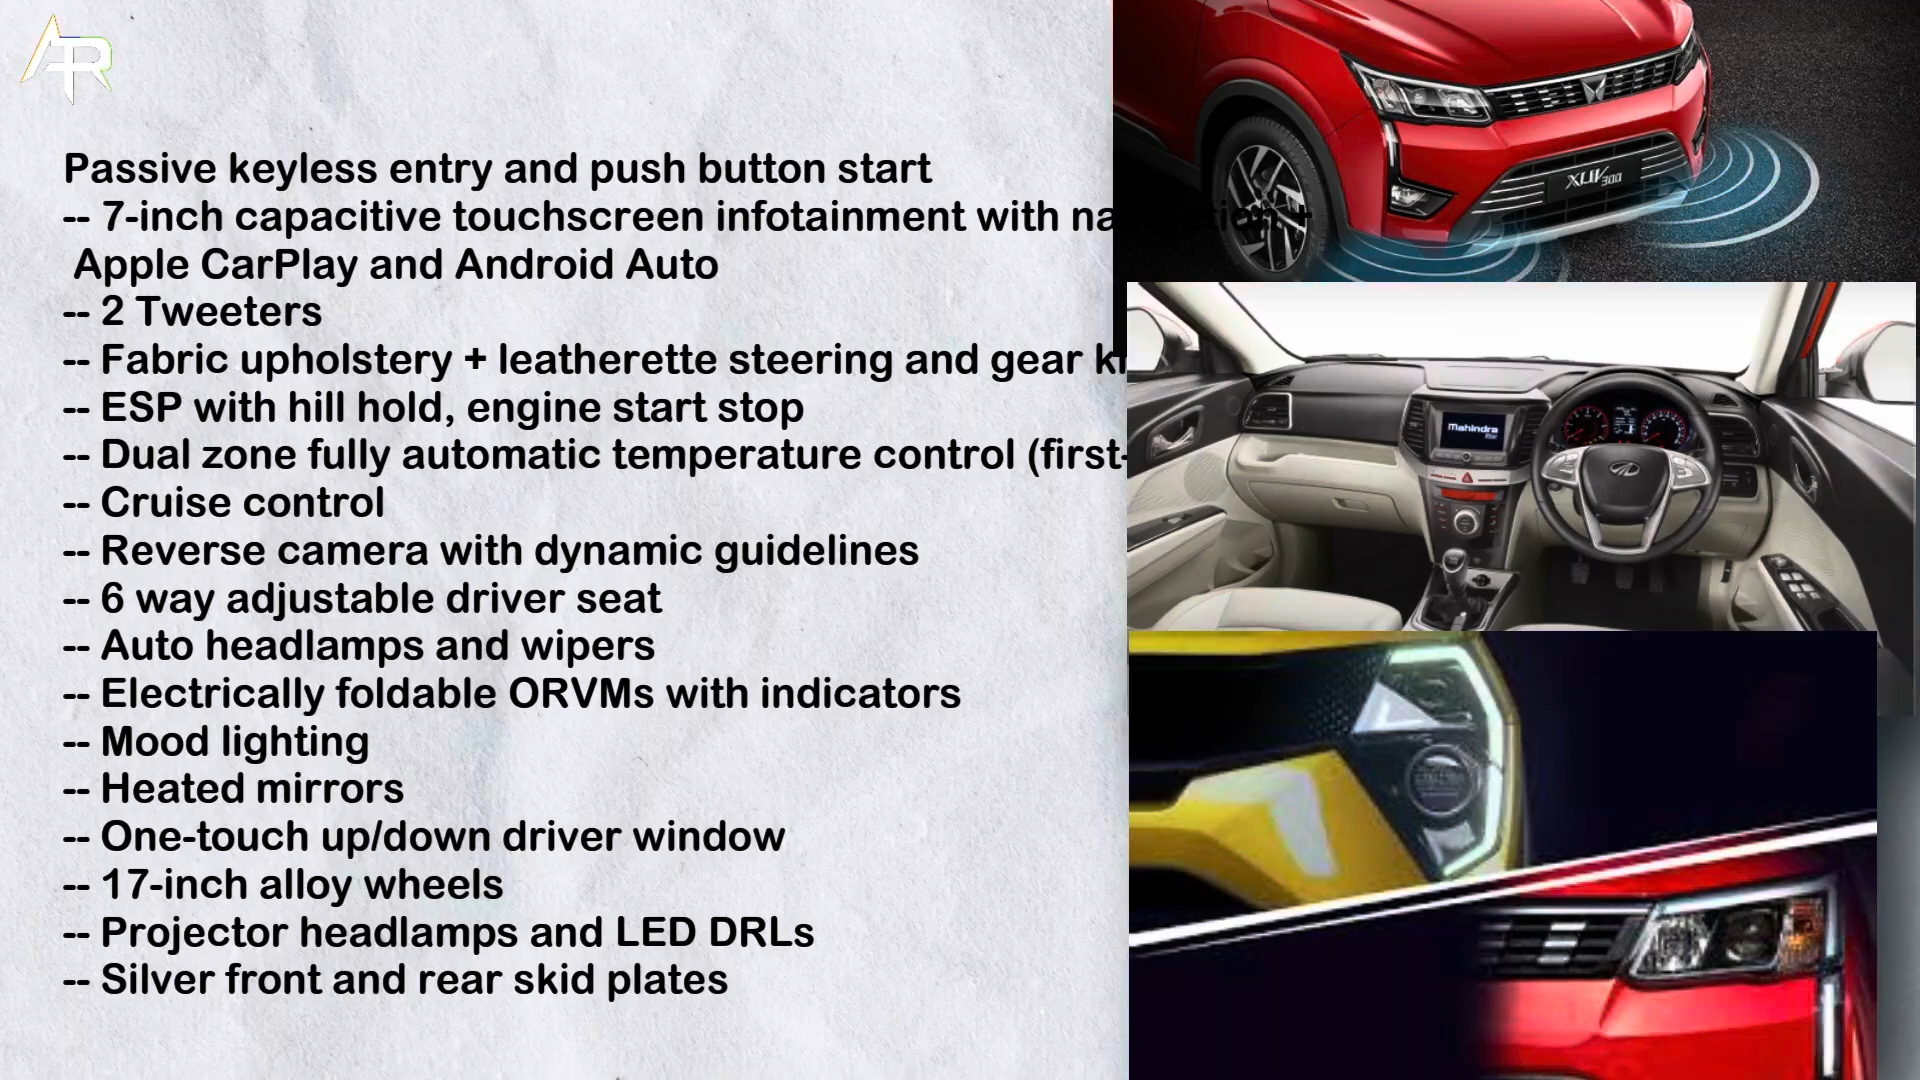 ATR
Passive keyless entry and push button start
-- 7-inch capacitive touchscreen infotainment with navigation +
Apple CarPlay and Android Auto
-- 2 Tweeters
-- Fabric upholstery + leatherette steering and gear
-- ESP with hill hold, engine start stop
-- Dual zone fully automatic temperature control (first-
-- Cruise control
-- Reverse camera with dynamic guidelines
-- 6 way adjustable driver seat
-- Auto headlamps and wipers
-- Electrically foldable ORVMs with indicators
-- Mood lighting
-- Heated mirrors
-- One-touch up/down driver window
-- 17-inch alloy wheels
-- Projector headlamps and LED DRLs
-- Silver front and rear skid plates
XUV300
Mahindra